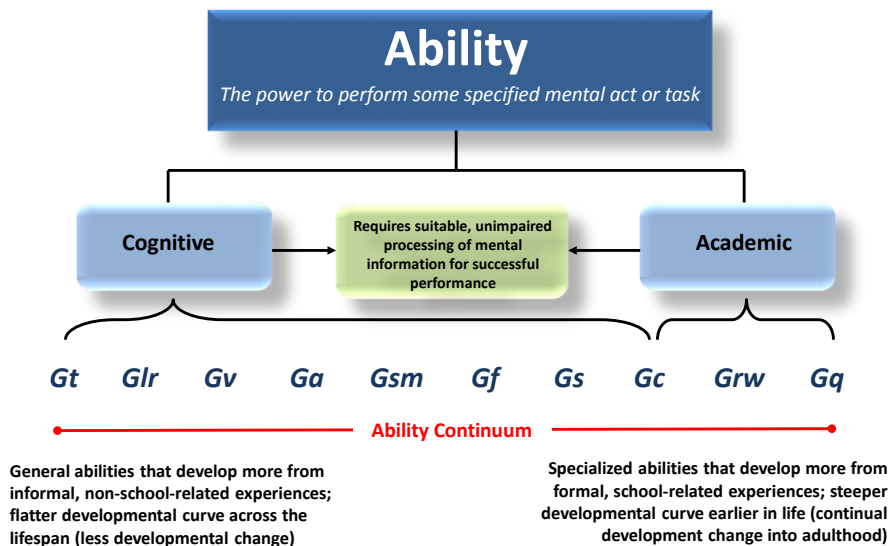 Ability
The power to perform some specified mental act or task
Cognitive
Requires suitable, unimpaired
processing of mental
information for successful
performance
Academic
Gt Glr Gv Ga Gsm Gf Gs Gc Grw Gq
Ability Continuum
General abilities that develop more from
informal, non-school-related experiences;
flatter developmental curve across the
lifespan (less developmental change)
Specialized abilities that develop more from
formal, school-related experiences; steeper
developmental curve earlier in life (continual
development change into adulthood)